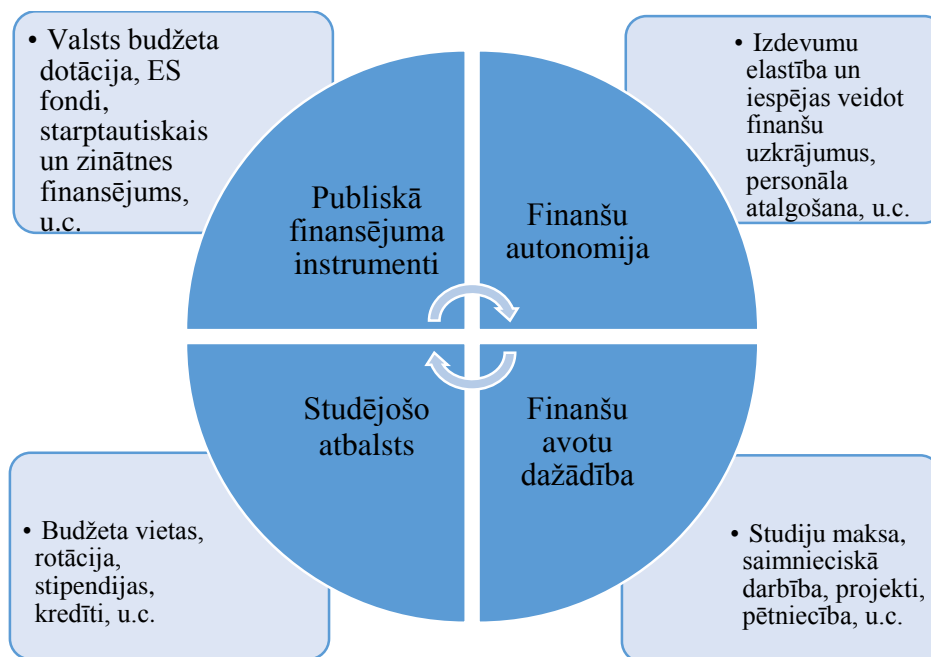 • Valsts budžeta
dotācija, ES
fondi,
starptautiskais
un zinātnes
finansējums,
u.c.
• Izdevumu
elastība un
iespējas veidot
finanšu
uzkrājumus,
personāla
atalgošana, u.c.
Publiskā
finansējuma
instrumenti
Finanšu
autonomija
Studējošo
atbalsts
Finanšu
avotu
dažādība
• Budžeta vietas,
rotācija,
stipendijas,
kredīti, u.c.
• Studiju maksa,
saimnieciskā
darbība, projekti,
pētniecība, u.c.